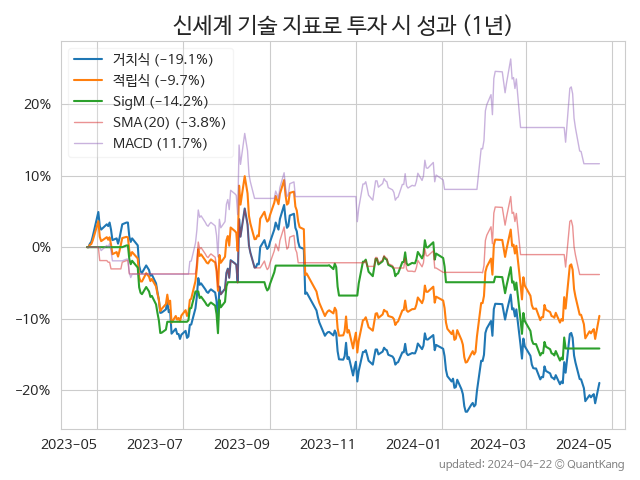 신세계 기술 지표로 투자 시 성과 (1년)
거치식 (−19.1%)
적립식 (−9.7%)
SigM (−14.2%)
SMA(20) (−3.8%)
MACD (11.7%)
20%
10%
0%
−10%
−20%
2023-05 2023-07 2023-09 2023-11 2024-01 2024-03 2024-05
updated: 2024-04-22 © QuantKang